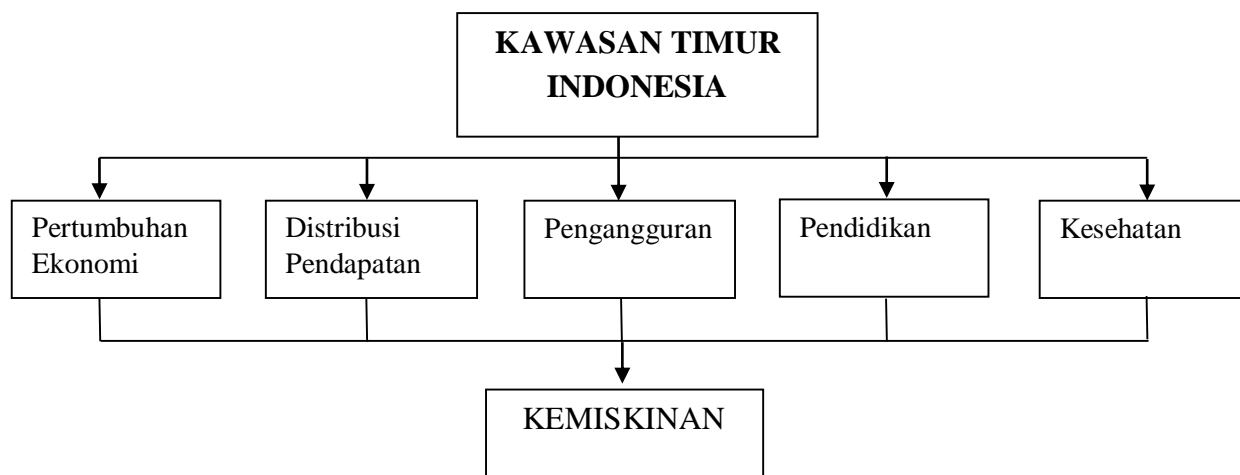 KAWASAN TIMUR
INDONESIA
Pertumbuhan
Ekonomi
Distribusi
Pendapatan
Pengangguran
Pendidikan
Kesehatan
KEMISKINAN